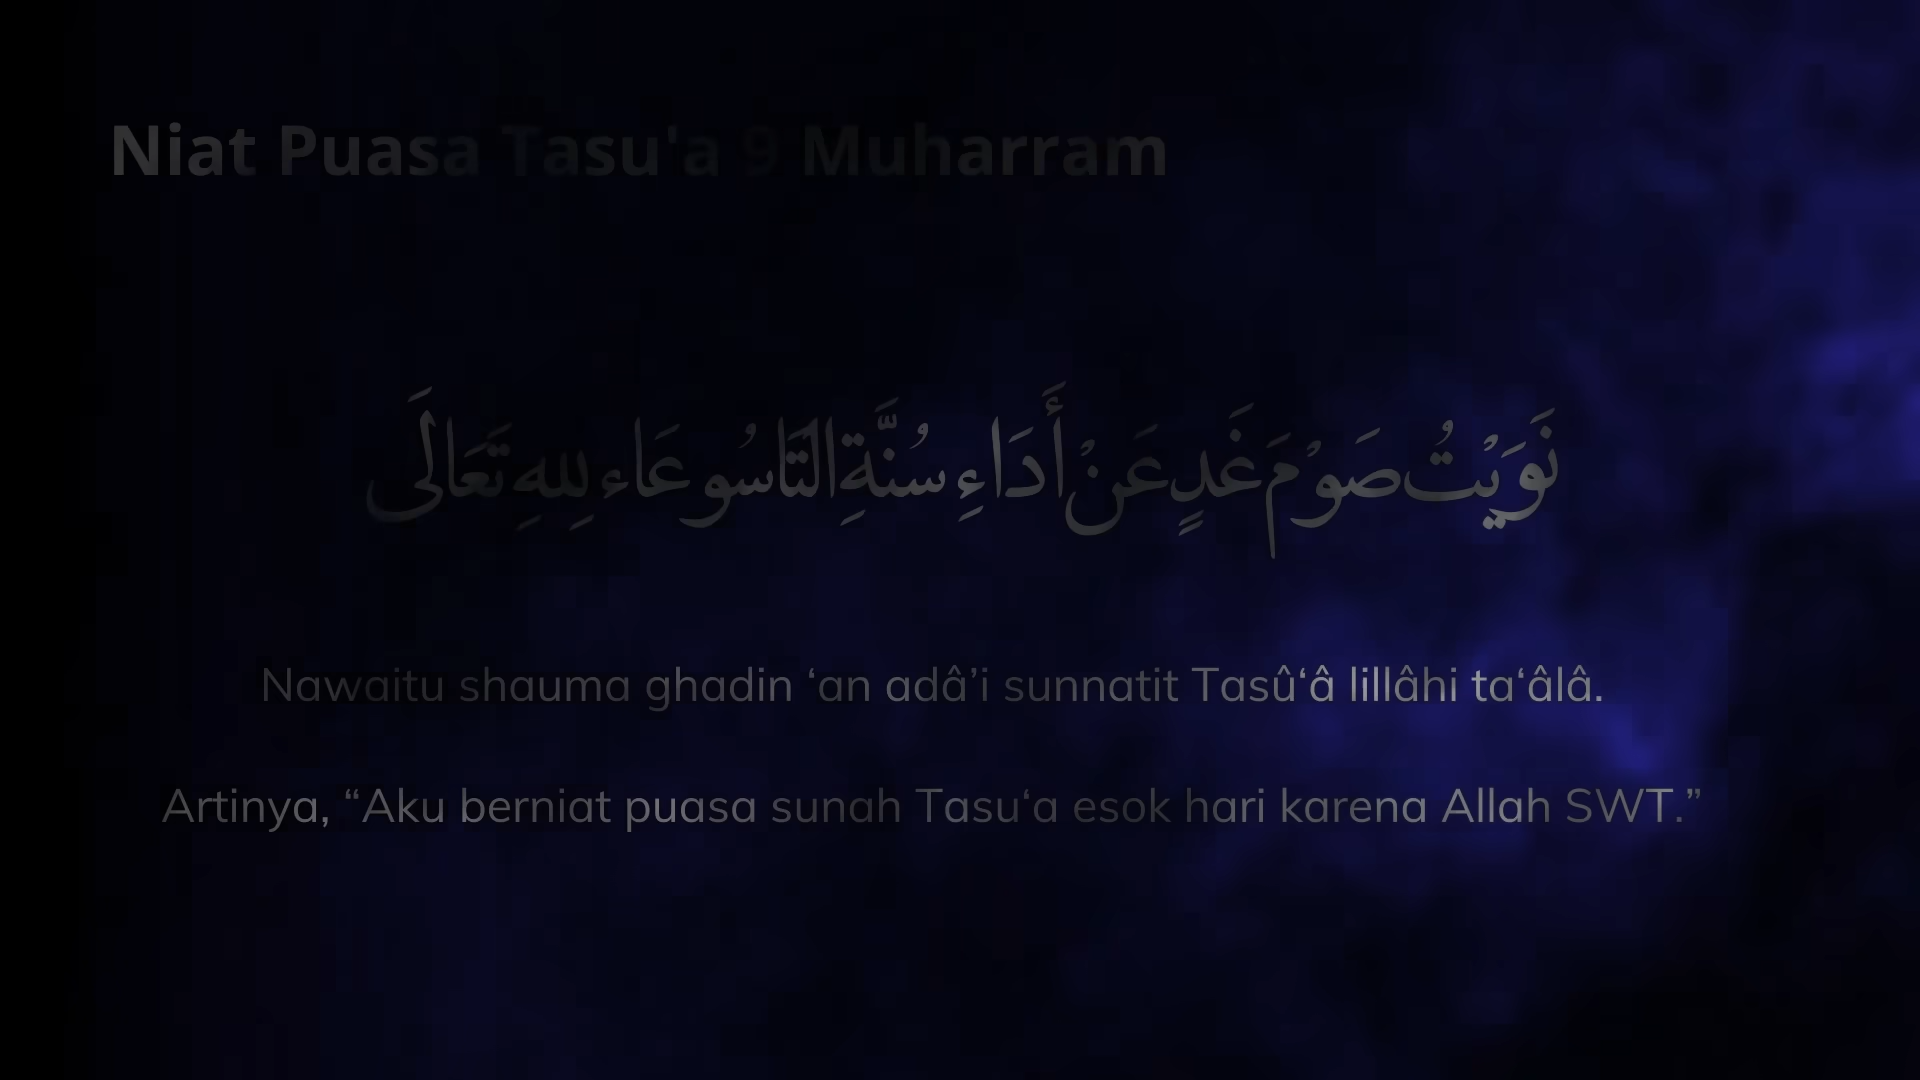 Niat Puasa Tasu'a 9 Muharram
نَوَيْتُ صَوْمَ غَدٍ عَنْ أَدَاءِ سُنَّةِ التَّاسُوعَاء لِلهِ تَعَالَى
Nawaitu shauma ghadin ‘an adâ’i sunnatit Tasû‘â lillâhi ta‘âlâ.
Artinya, “Aku berniat puasa sunah Tasu‘a esok hari karena Allah SWT.”